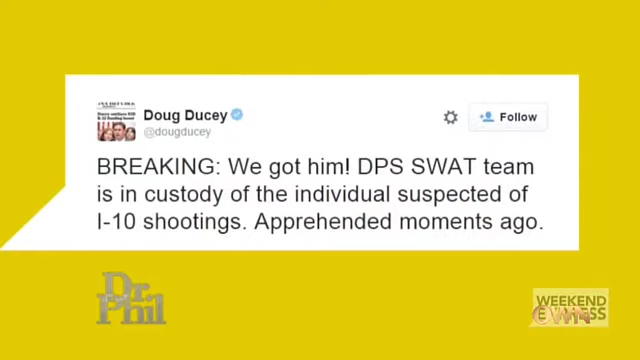 Doug Ducey
@dougducey
Follow
BREAKING: We got him! DPS SWAT team
is in custody of the individual suspected of
I-10 shootings. Apprehended moments ago.
Dr.
Phil
WEEKEND